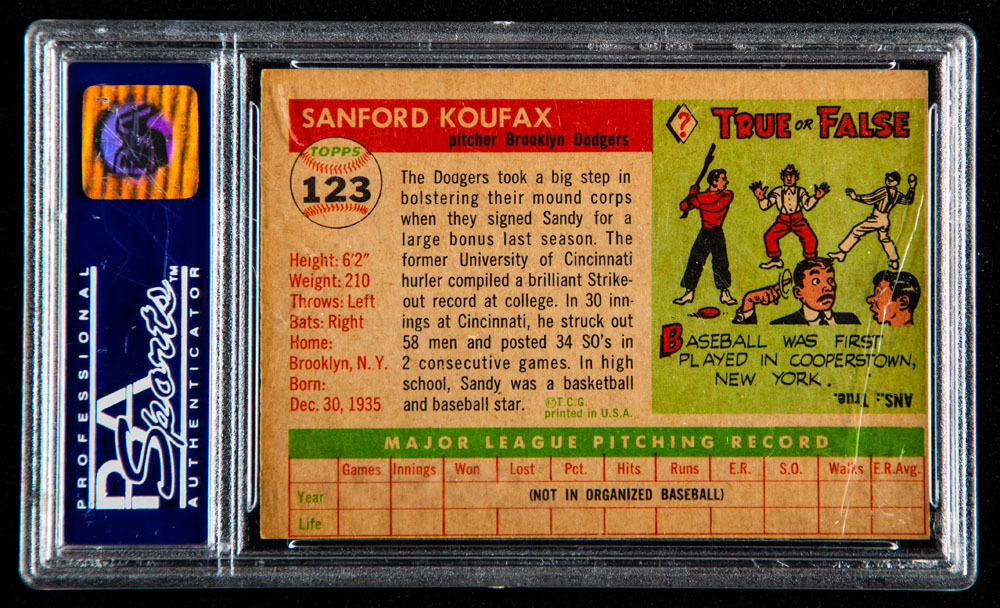 PSA
PROFESSIONAL
PSA
Sports™
AUTHENTICATOR
SANFORD KOUFAX
pitcher Brooklyn Dodgers
TOPPS
123
Height: 6'2"
Weight: 210
Throws: Left
Bats: Right
Home:
Brooklyn, N. Y.
Born:
Dec. 30, 1935
The Dodgers took a big step in
bolstering their mound corps
when they signed Sandy for a
large bonus last season. The
former University of Cincinnati
hurler compiled a brilliant Strike-
out record at college. In 30 inn-
ings at Cincinnati, he struck out
58 men and posted 34 SO's in
2 consecutive games. In high
school, Sandy was a basketball
and baseball star.
©T.C.G.
printed in U.S.A.
?
TRUE OR FALSE
BASEBALL WAS FIRST
PLAYED IN COOPERSTOWN,
NEW YORK.
ANS.: True.
MAJOR LEAGUE PITCHING RECORD
Games Innings Won Lost Pct. Hits Runs E.R. S.O. Walks E.R.Avg.
Year (NOT IN ORGANIZED BASEBALL)
Life